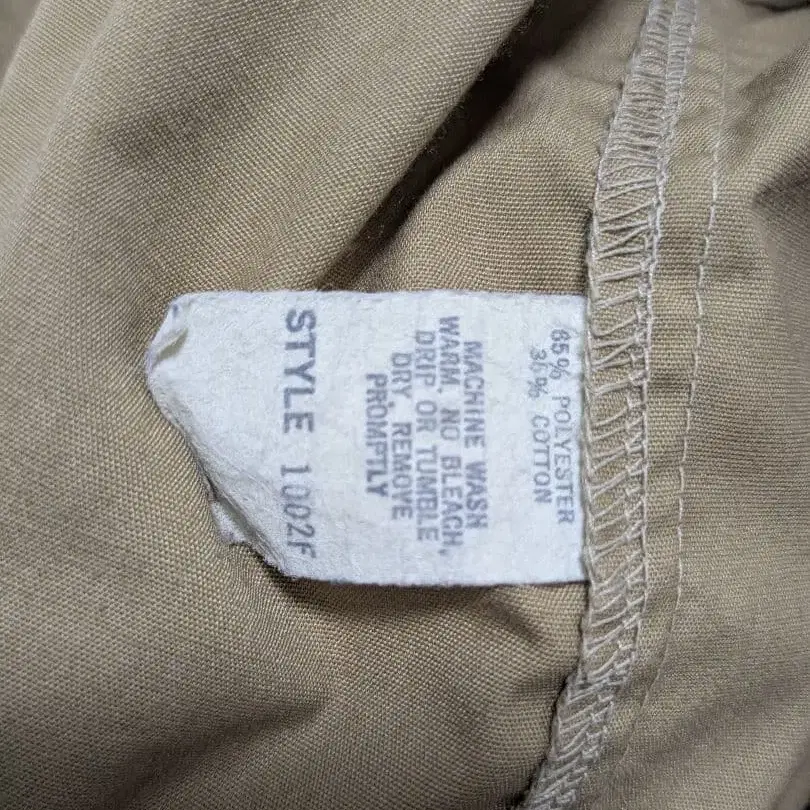 65% POLYESTER
35% COTTON
MACHINE WASH
WARM, NO BLEACH,
DRIP OR TUMBLE
DRY, REMOVE
PROMPTLY
STYLE 1002F